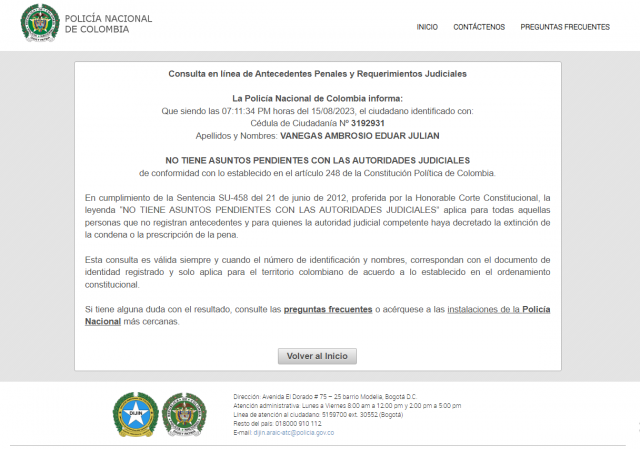 POLICÍA NACIONAL
DE COLOMBIA
INICIO CONTÁCTENOS PREGUNTAS FRECUENTES
Consulta en línea de Antecedentes Penales y Requerimientos Judiciales
La Policía Nacional de Colombia informa:
Que siendo las 07:11:34 PM horas del 15/08/2023, el ciudadano identificado con:
Cédula de Ciudadanía Nº 3192931
Apellidos y Nombres: VANEGAS AMBROSIO EDUAR JULIAN
NO TIENE ASUNTOS PENDIENTES CON LAS AUTORIDADES JUDICIALES
de conformidad con lo establecido en el artículo 248 de la Constitución Política de Colombia.
En cumplimiento de la Sentencia SU-458 del 21 de junio de 2012, proferida por la Honorable Corte Constitucional, la
leyenda "NO TIENE ASUNTOS PENDIENTES CON LAS AUTORIDADES JUDICIALES" aplica para todas aquellas
personas que no registran antecedentes y para quienes la autoridad judicial competente haya decretado la extinción de
la condena o la prescripción de la pena.
Esta consulta es válida siempre y cuando el número de identificación y nombres, correspondan con el documento de
identidad registrado y solo aplica para el territorio colombiano de acuerdo a lo establecido en el ordenamiento
constitucional.
Si tiene alguna duda con el resultado, consulte las preguntas frecuentes o acérquese a las instalaciones de la Policía
Nacional más cercanas.
Volver al Inicio
DIJIN
Dirección: Avenida El Dorado # 75 – 25 barrio Modelia, Bogotá D.C.
Atención administrativa: Lunes a Viernes 8:00 am a 12:00 pm y 2:00 pm a 5:00 pm
Línea de atención al ciudadano: 5159700 ext. 30552 (Bogotá)
Resto del país: 018000 910 112
E-mail: dijin.araic-atc@policia.gov.co